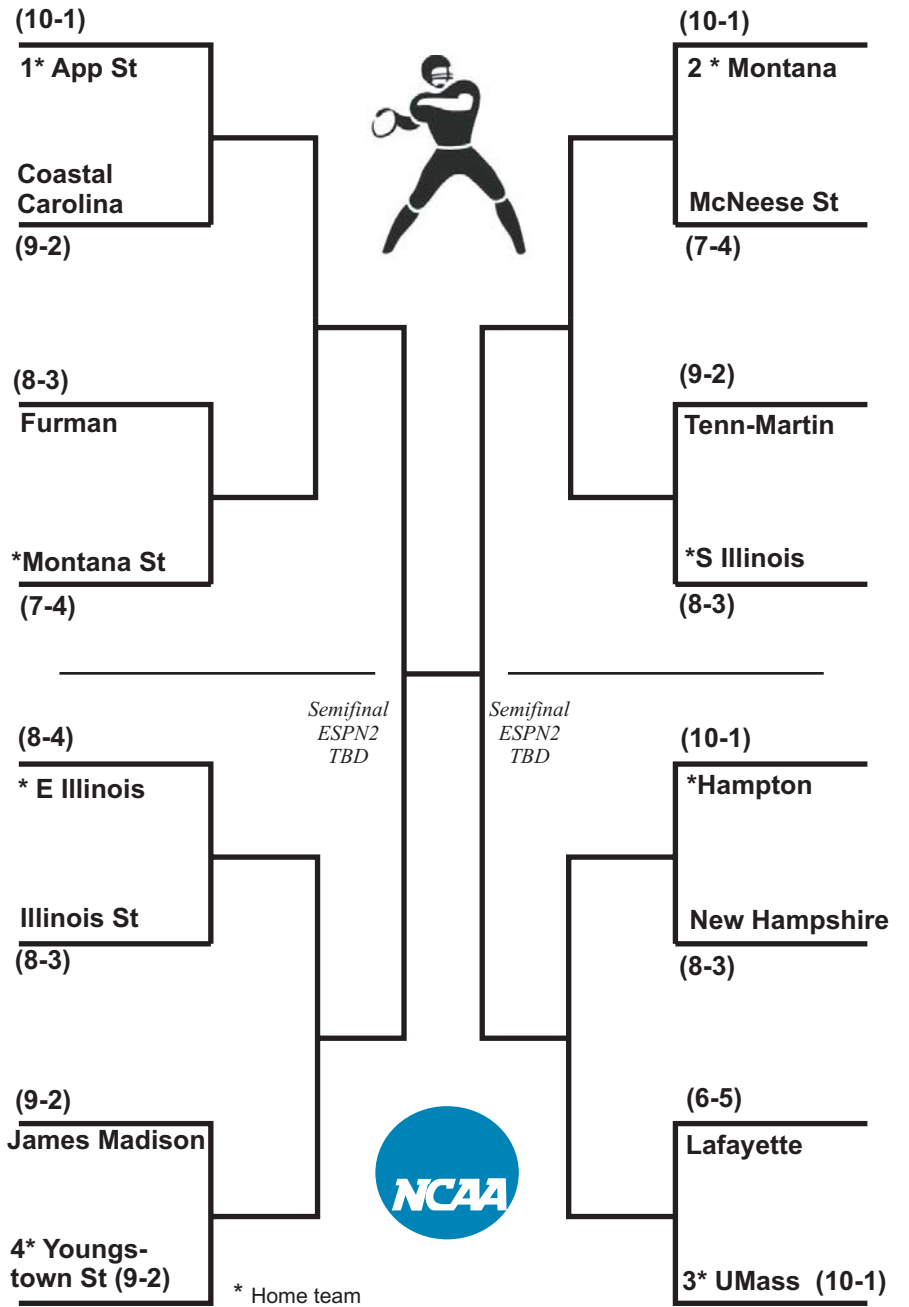 (10-1)
1* App St
Coastal
Carolina
(9-2)
(8-3)
Furman
*Montana St
(7-4)
(8-4)
* E Illinois
Illinois St
(8-3)
(9-2)
James Madison
4* Youngs-
town St (9-2)
* Home team
Semifinal
ESPN2
TBD
Semifinal
ESPN2
TBD
NCAA
(10-1)
2 * Montana
McNeese St
(7-4)
(9-2)
Tenn-Martin
*S Illinois
(8-3)
(10-1)
*Hampton
New Hampshire
(8-3)
(6-5)
Lafayette
3* UMass (10-1)